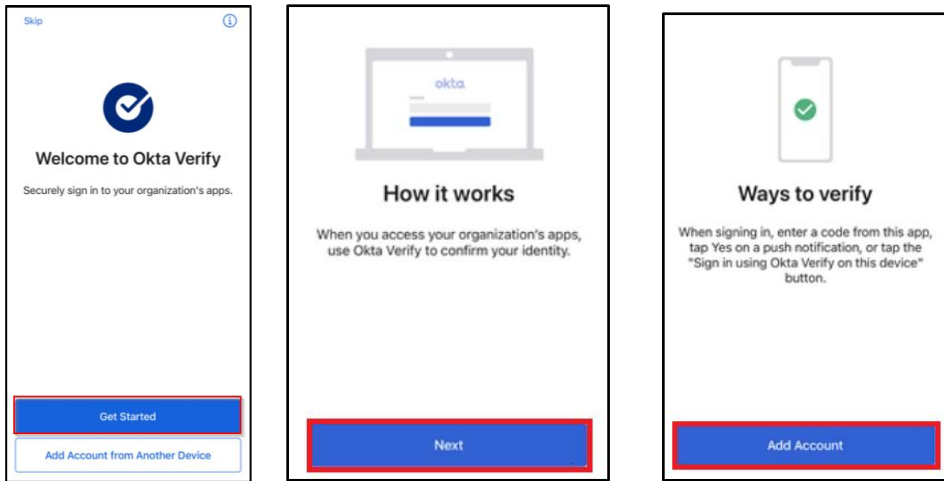 Skip
Welcome to Okta Verify
Securely sign in to your organization's apps.
Get Started
Add Account from Another Device
okta
How it works
When you access your organization's apps,
use Okta Verify to confirm your identity.
Next
Ways to verify
When signing in, enter a code from this app,
tap Yes on a push notification, or tap the
"Sign in using Okta Verify on this device"
button.
Add Account